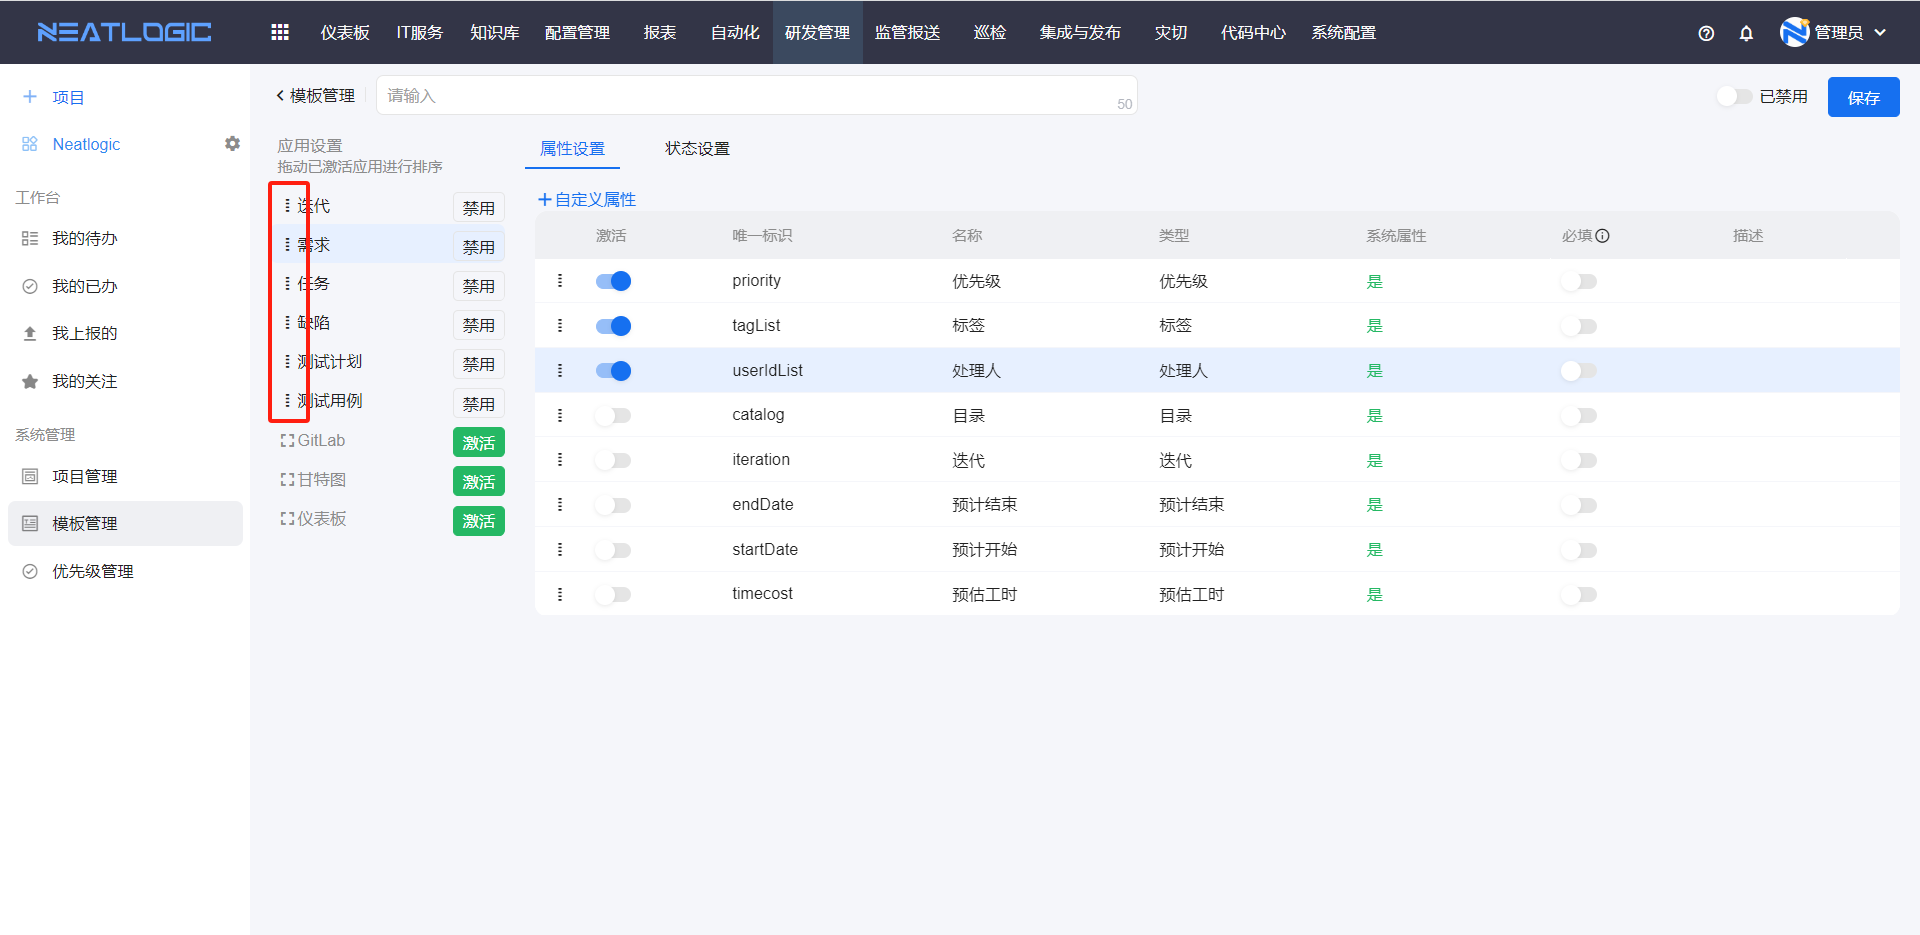 NEATLOGIC 仪表板 IT服务 知识库 配置管理 报表 自动化 研发管理 监管报送 巡检 集成与发布 灾切 代码中心 系统配置 管理员
项目
Neatlogic
工作台
我的待办
我的已办
我上报的
我的关注
系统管理
项目管理
模板管理
优先级管理
模板管理 请输入 50 已禁用 保存
应用设置
拖动已激活应用进行排序
迭代 禁用
需求 禁用
任务 禁用
缺陷 禁用
测试计划 禁用
测试用例 禁用
GitLab 激活
甘特图 激活
仪表板 激活
属性设置 状态设置
自定义属性
激活 唯一标识 名称 类型 系统属性 必填 描述
priority 优先级 优先级 是
tagList 标签 标签 是
userIdList 处理人 处理人 是
catalog 目录 目录 是
iteration 迭代 迭代 是
endDate 预计结束 预计结束 是
startDate 预计开始 预计开始 是
timecost 预估工时 预估工时 是